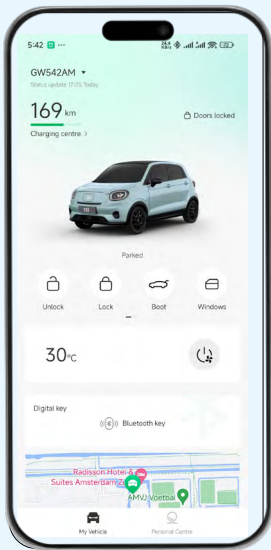 5:42
GW542AM
Status update 17:05 Today
169 km
Doors locked
Charging centre >
Parked
Unlock
Lock
Boot
Windows
30°C
Digital key
Bluetooth key
Radisson Hotel &
Suites Amsterdam
AMVJ Voetbal
My Vehicle
Personal Centre